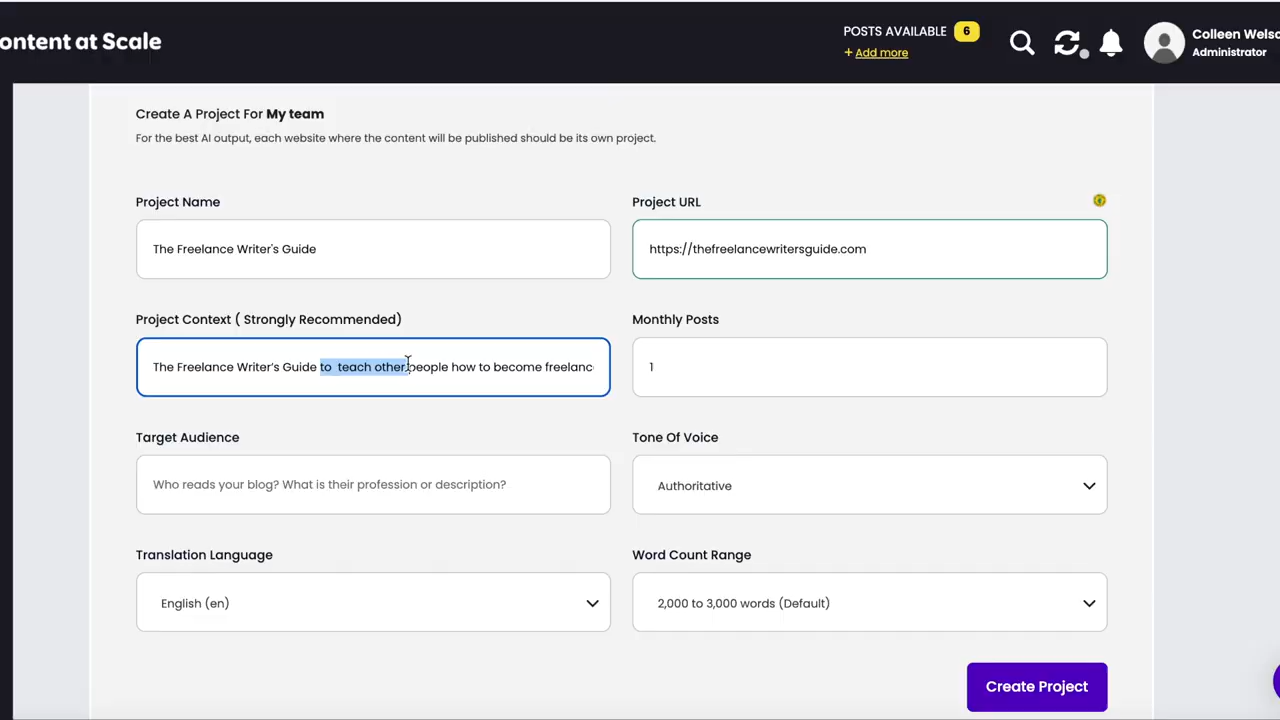 ontent at Scale
POSTS AVAILABLE 6
+ Add more
Colleen Wels
Administrator
Create A Project For My team
For the best AI output, each website where the content will be published should be its own project.
Project Name
Project URL
The Freelance Writer's Guide
https://thefreelancewritersguide.com
Project Context ( Strongly Recommended)
Monthly Posts
The Freelance Writer's Guide to  teach other people how to become freelanc
1
Target Audience
Tone Of Voice
Who reads your blog? What is their profession or description?
Authoritative
Translation Language
Word Count Range
English (en)
2,000 to 3,000 words (Default)
Create Project